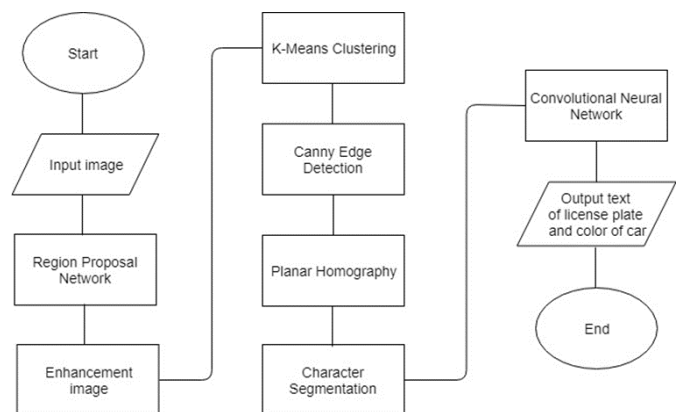 Start
Input image
Region Proposal
Network
Enhancement
image
K-Means Clustering
Canny Edge
Detection
Planar Homography
Character
Segmentation
Convolutional Neural
Network
Output text
of license plate
and color of car
End